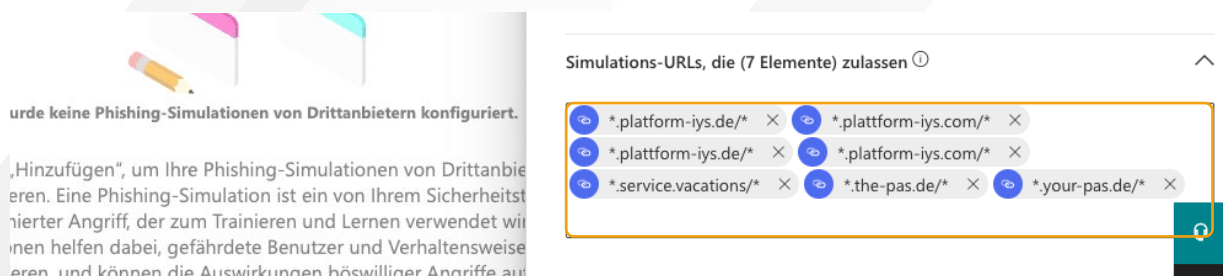 Simulations-URLs, die (7 Elemente) zulassen
urde keine Phishing-Simulationen von Drittanbietern konfiguriert.
*.platform-iys.de/* *.plattform-iys.com/*
*.plattform-iys.de/* *.platform-iys.com/*
*.service.vacations/* *.the-pas.de/* *.your-pas.de/*
„Hinzufügen“, um Ihre Phishing-Simulationen von Drittanbie
eren. Eine Phishing-Simulation ist ein von Ihrem Sicherheitst
nierter Angriff, der zum Trainieren und Lernen verwendet wi
onen helfen dabei, gefährdete Benutzer und Verhaltensweise
eren, und können die Auswirkungen böswilliger Angriffe auf